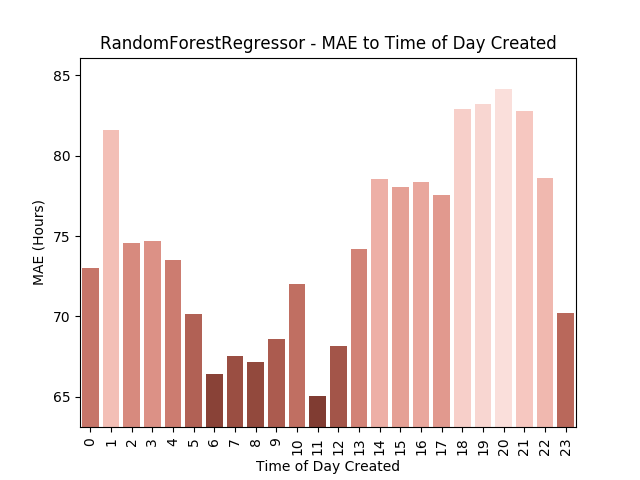 RandomForestRegressor - MAE to Time of Day Created
MAE (Hours)
85
80
75
70
65
0 1 2 3 4 5 6 7 8 9 10 11 12 13 14 15 16 17 18 19 20 21 22 23
Time of Day Created